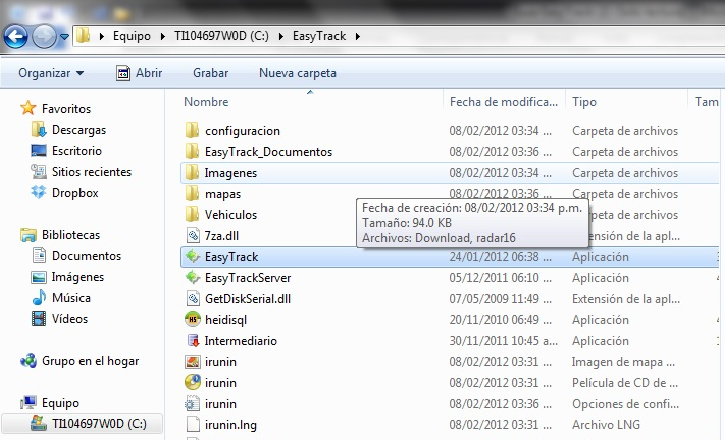 Equipo TI104697W0D (C:) EasyTrack
Organizar Abrir Grabar Nueva carpeta
Nombre Fecha de modifica... Tipo Tam
Favoritos
Descargas
Escritorio
Sitios recientes
Dropbox
Bibliotecas
Documentos
Imágenes
Música
Vídeos
Grupo en el hogar
Equipo
TI104697W0D (C:)
configuracion 08/02/2012 03:34 ... Carpeta de archivos
EasyTrack_Documentos 08/02/2012 03:36 ... Carpeta de archivos
Imagenes 08/02/2012 03:34 ... Carpeta de archivos
mapas 08/02/2012 03:36 ... Carpeta de archivos
Vehiculos Carpeta de archivos
7za.dll Extensión de la apl...
Fecha de creación: 08/02/2012 03:34 p.m.
Tamaño: 94.0 KB
Archivos: Download, radar16
EasyTrack 24/01/2012 06:38 ... Aplicación
EasyTrackServer 05/12/2011 06:10 ... Aplicación
GetDiskSerial.dll 07/05/2009 11:49 ... Extensión de la apl...
heidisql 20/11/2010 06:49 ... Aplicación
Intermediario 30/11/2011 10:45 a... Aplicación
irunin 08/02/2012 03:31 ... Imagen de mapa ...
irunin 08/02/2012 03:31 ... Película de CD de ...
irunin 08/02/2012 03:36 ... Opciones de confi...
irunin.lng 08/02/2012 03:31 ... Archivo LNG